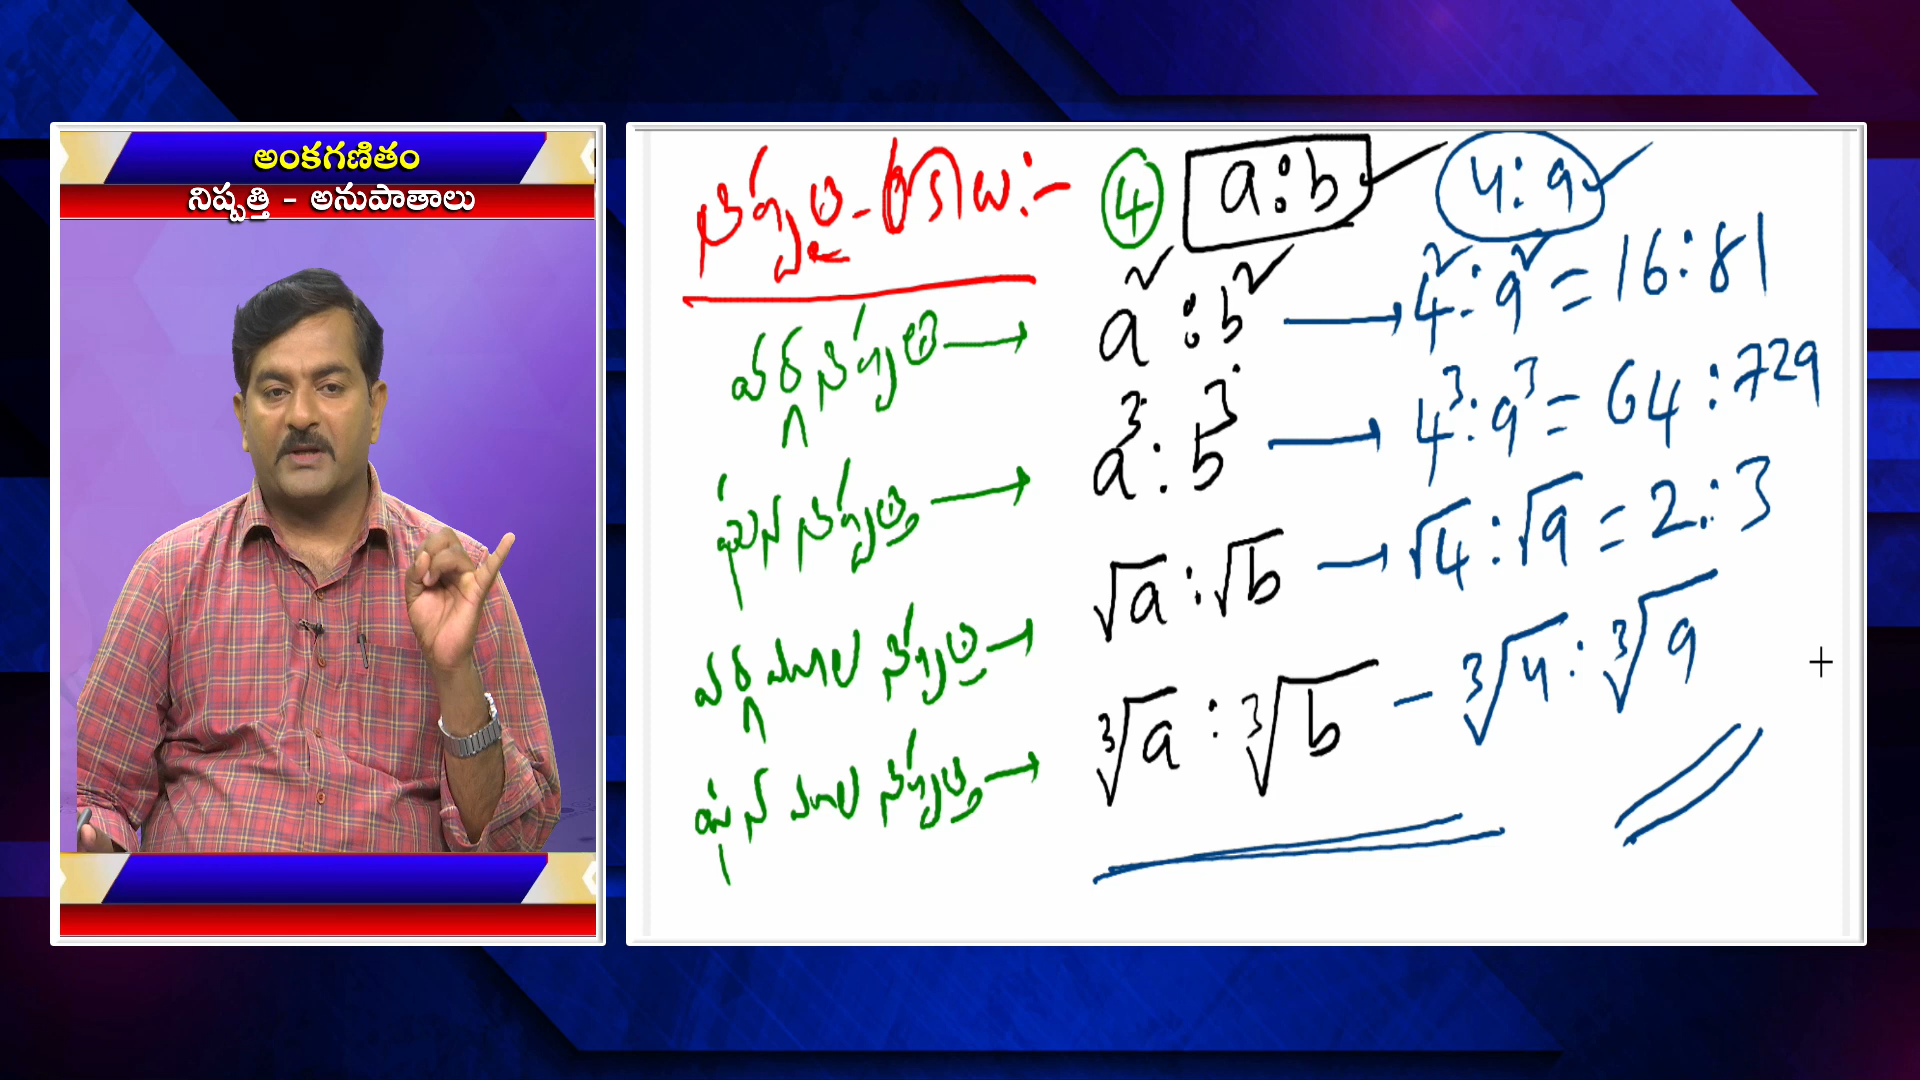 అంకగణితం
నిష్పత్తి - అనుపాతాలు
నిష్పత్తి - రకాలు :-
④ a:b 4:9
వర్గ నిష్పత్తి → a² : b² → 4² : 9² = 16 : 81
ఘన నిష్పత్తి → a³ : b³ → 4³ : 9³ = 64 : 729
వర్గమూల నిష్పత్తి → √a : √b → √4 : √9 = 2 : 3
ఘనమూల నిష్పత్తి → ∛a : ∛b - ∛4 : ∛9